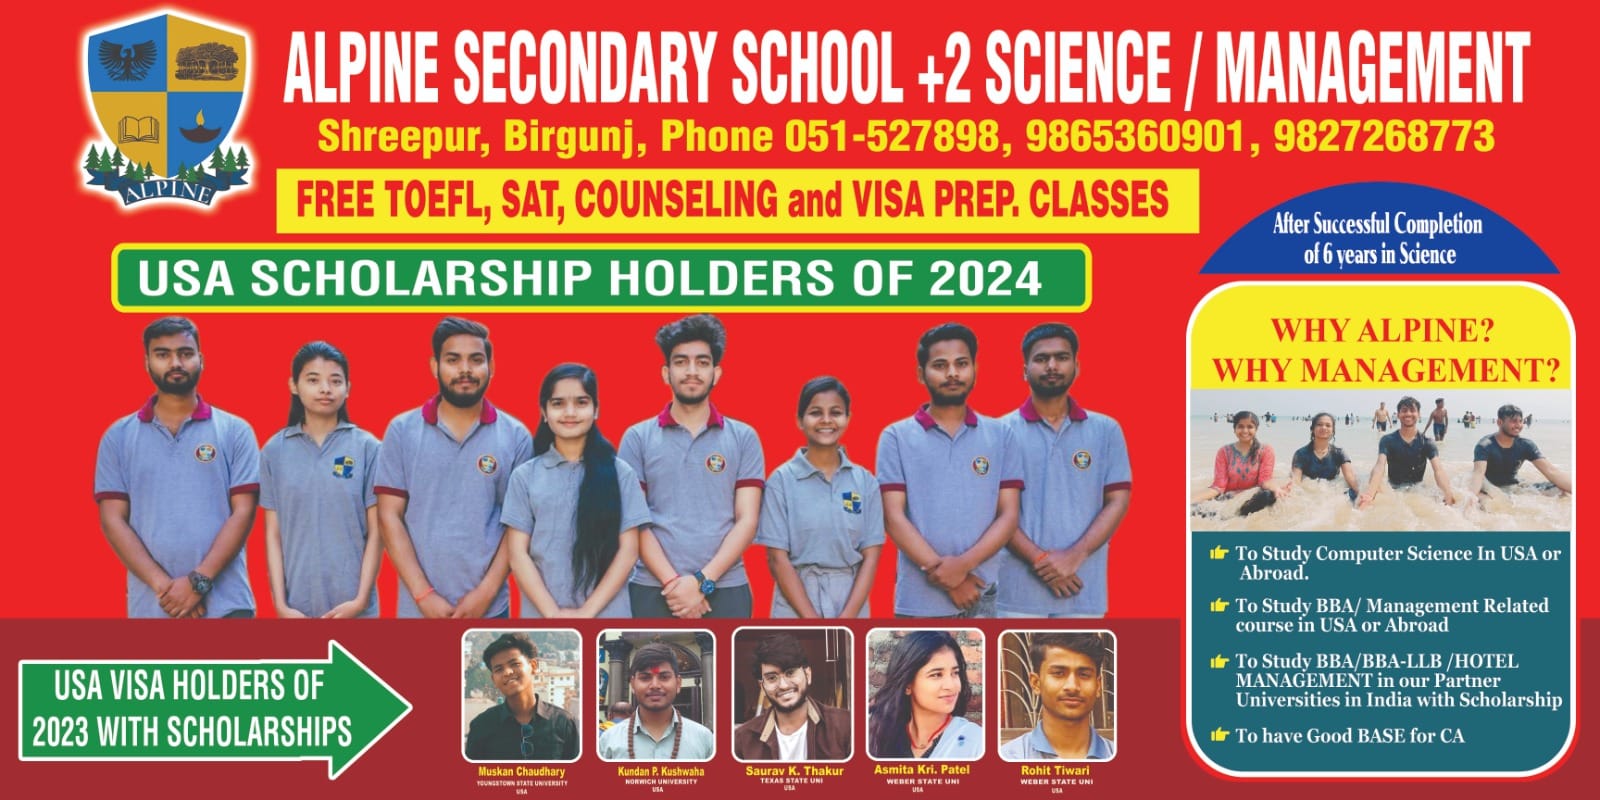 ALPINE
ALPINE SECONDARY SCHOOL +2 SCIENCE / MANAGEMENT
Shreepur, Birgunj, Phone 051-527898, 9865360901, 9827268773
FREE TOEFL, SAT, COUNSELING and VISA PREP. CLASSES
USA SCHOLARSHIP HOLDERS OF 2024
After Successful Completion
of 6 years in Science
WHY ALPINE?
WHY MANAGEMENT?
To Study Computer Science In USA or
Abroad.
To Study BBA/ Management Related
course in USA or Abroad
To Study BBA/BBA-LLB /HOTEL
MANAGEMENT in our Partner
Universities in India with Scholarship
To have Good BASE for CA
USA VISA HOLDERS OF
2023 WITH SCHOLARSHIPS
Muskan Chaudhary
YOUNGSTOWN STATE UNIVERSITY
USA
Kundan P. Kushwaha
NORWICH UNIVERSITY
USA
Saurav K. Thakur
TEXAS STATE UNI
USA
Asmita Kri. Patel
WEBER STATE UNI
USA
Rohit Tiwari
WEBER STATE UNI
USA